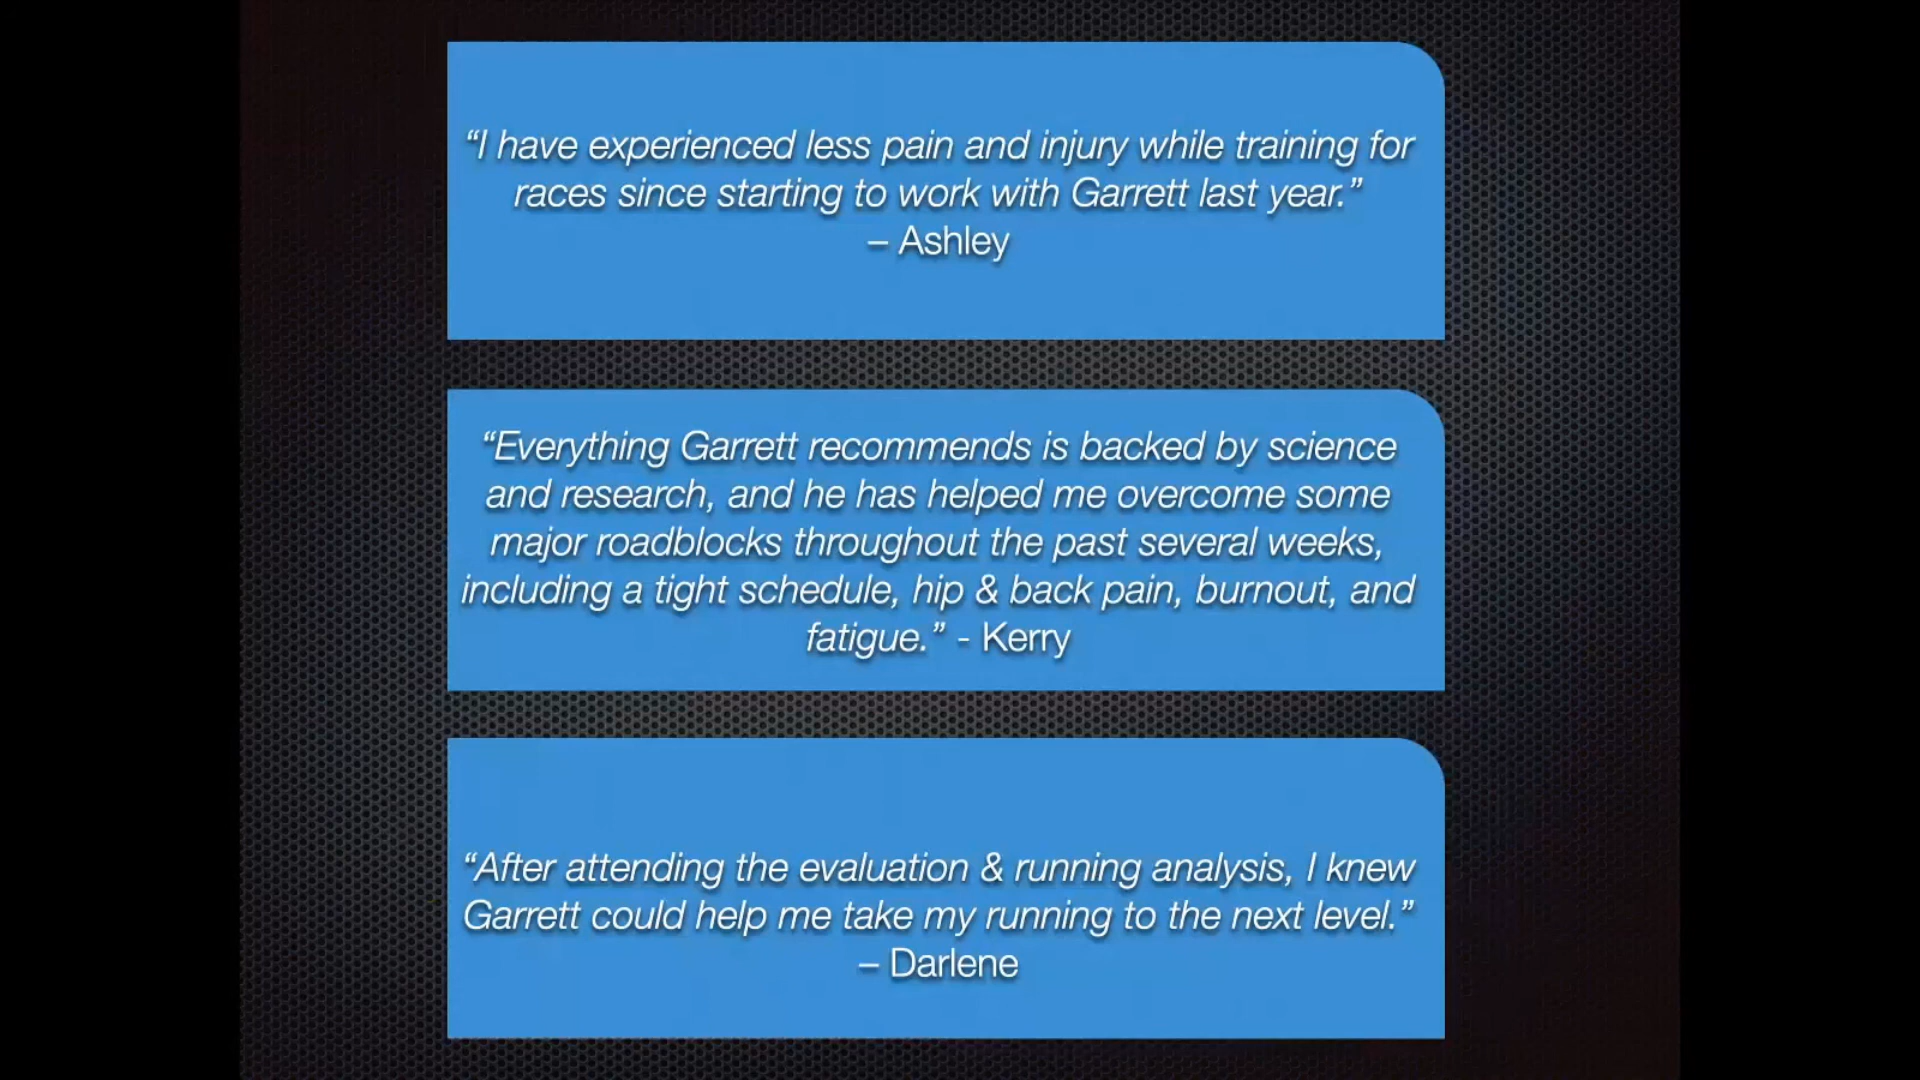 “I have experienced less pain and injury while training for
races since starting to work with Garrett last year.”
– Ashley
“Everything Garrett recommends is backed by science
and research, and he has helped me overcome some
major roadblocks throughout the past several weeks,
including a tight schedule, hip & back pain, burnout, and
fatigue.” - Kerry
“After attending the evaluation & running analysis, I knew
Garrett could help me take my running to the next level.”
– Darlene